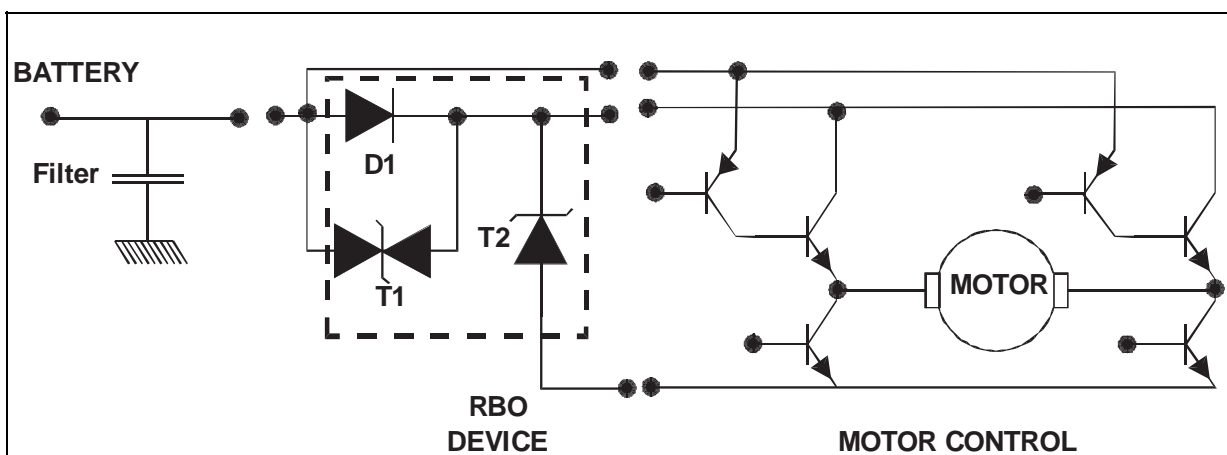 BATTERY
Filter
D1
T1
T2
RBO
DEVICE
MOTOR
MOTOR CONTROL